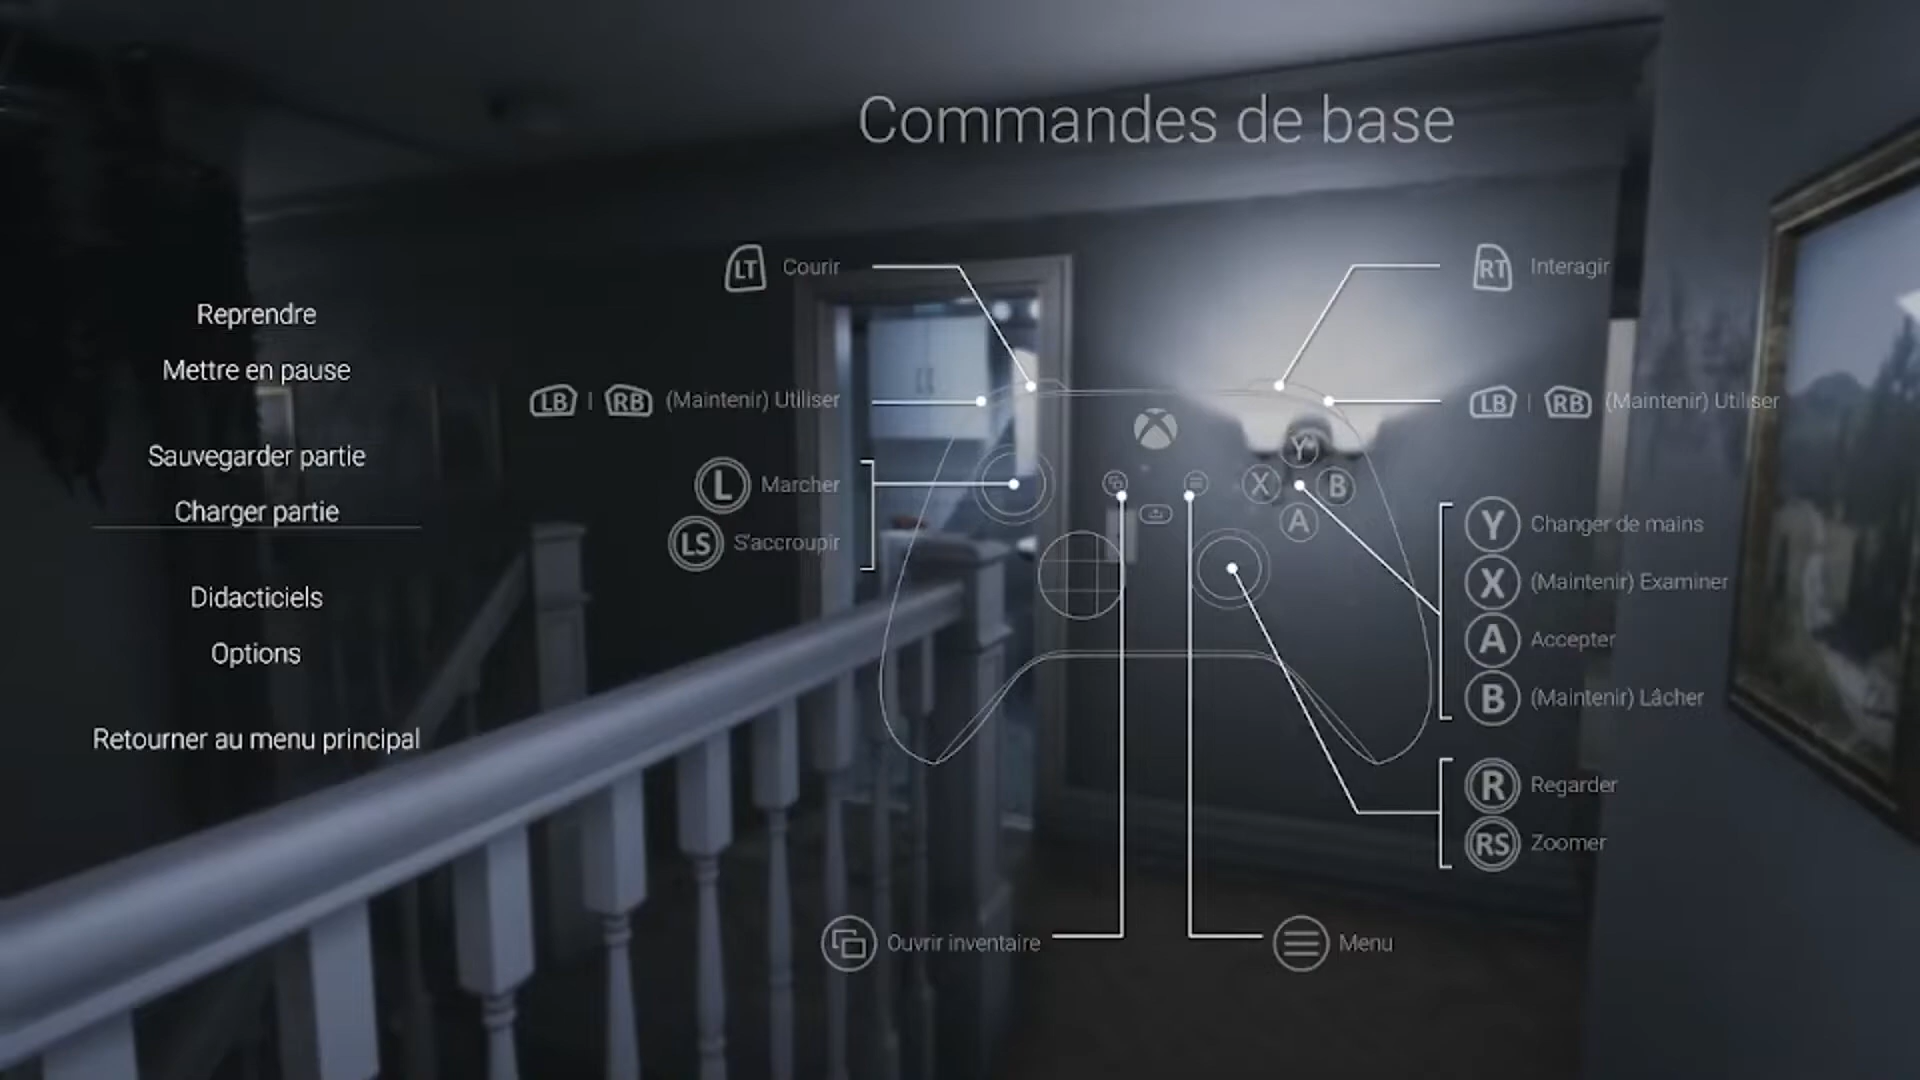 Commandes de base
Reprendre
Mettre en pause
Sauvegarder partie
Charger partie
Didacticiels
Options
Retourner au menu principal
LT Courir
LB | RB (Maintenir) Utiliser
L Marcher
LS S'accroupir
X Y B A
RT Interagir
LB | RB (Maintenir) Utiliser
Y Changer de mains
X (Maintenir) Examiner
A Accepter
B (Maintenir) Lâcher
R Regarder
RS Zoomer
Ouvrir inventaire
Menu